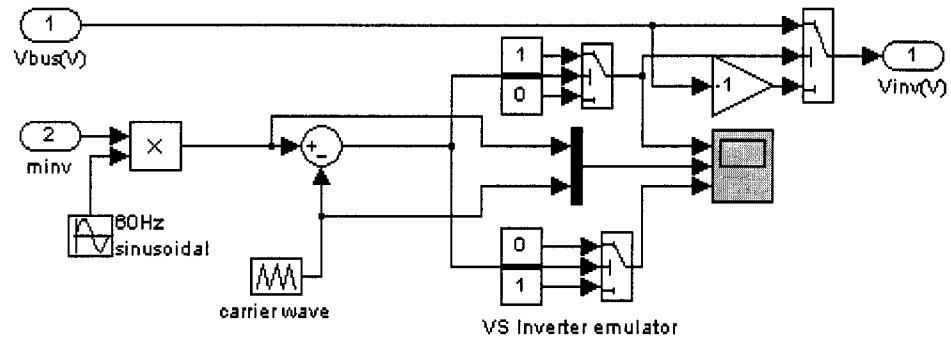 1
Vbus(V)
1
0
-1
1
Vinv(V)
2
minv
×
+
−
60Hz
sinusoidal
carrier wave
0
1
VS Inverter emulator